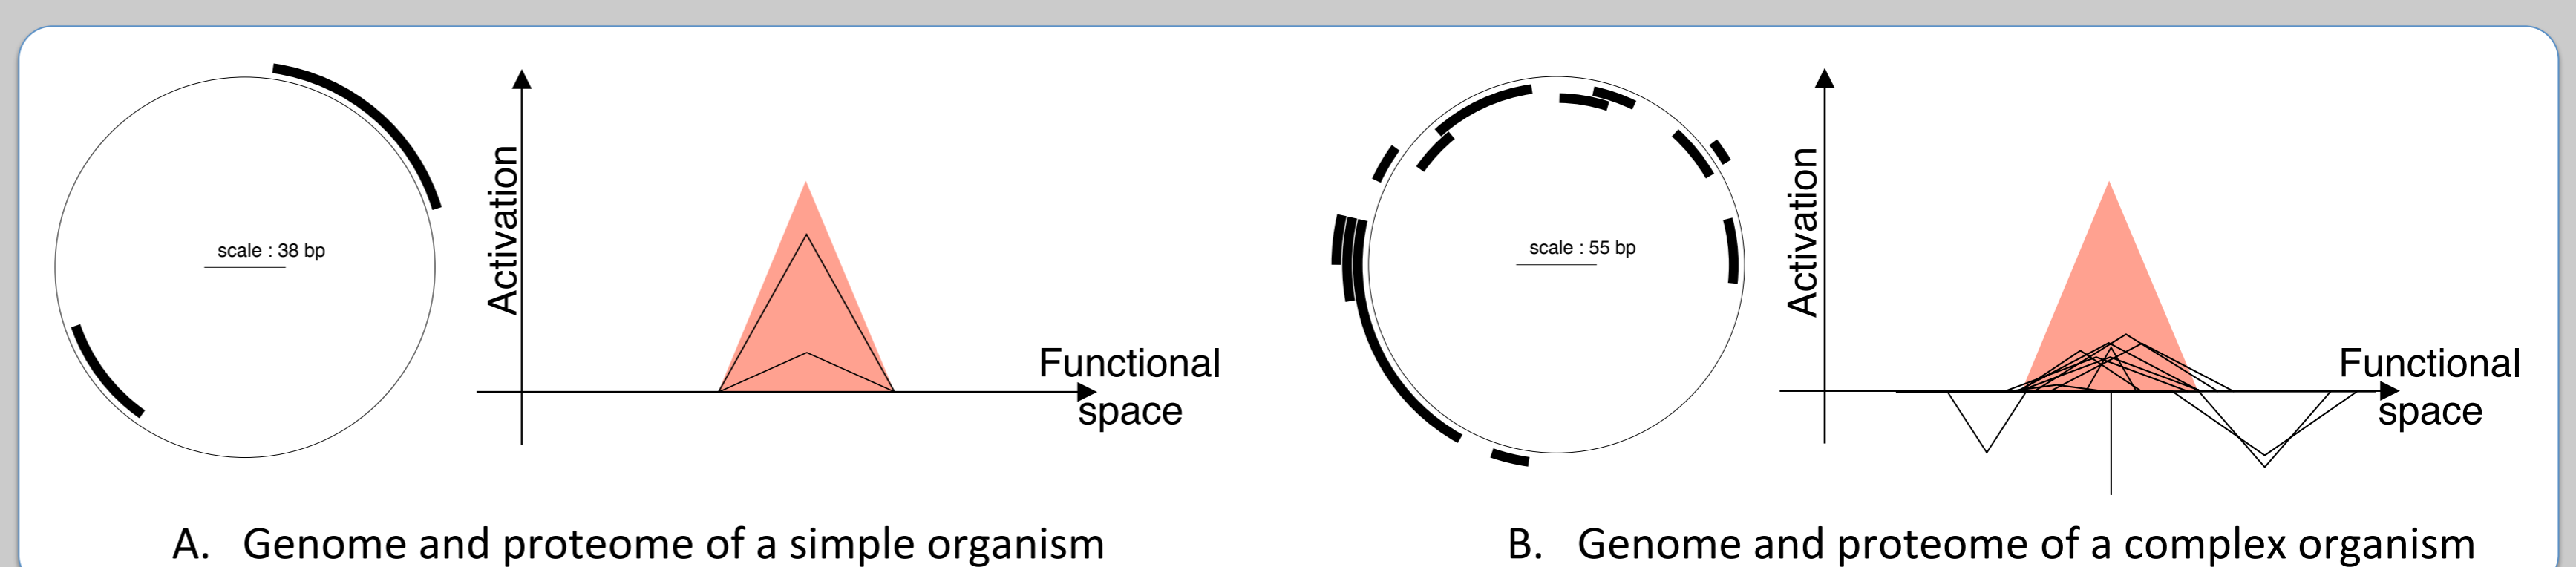 scale : 38 bp
Activation
Functional
space
A. Genome and proteome of a simple organism
scale : 55 bp
Activation
Functional
space
B. Genome and proteome of a complex organism